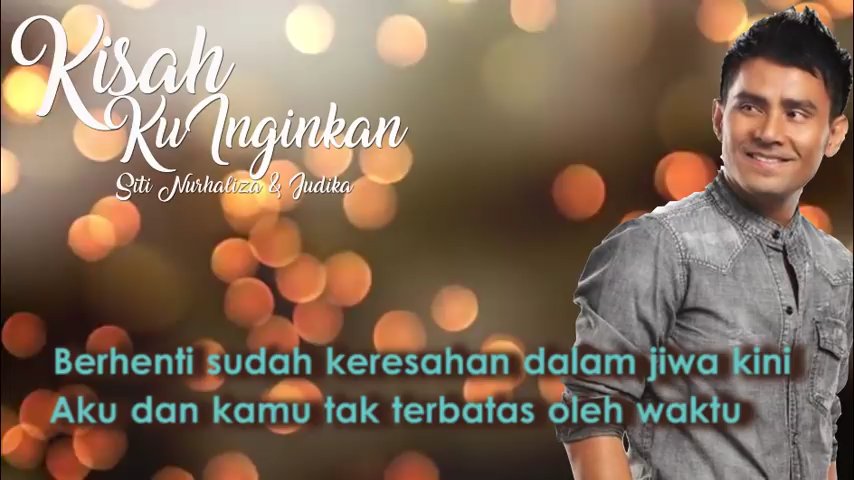 Kisah
Ku Inginkan
Siti Nurhaliza & Judika
Berhenti sudah keresahan dalam jiwa kini
Aku dan kamu tak terbatas oleh waktu